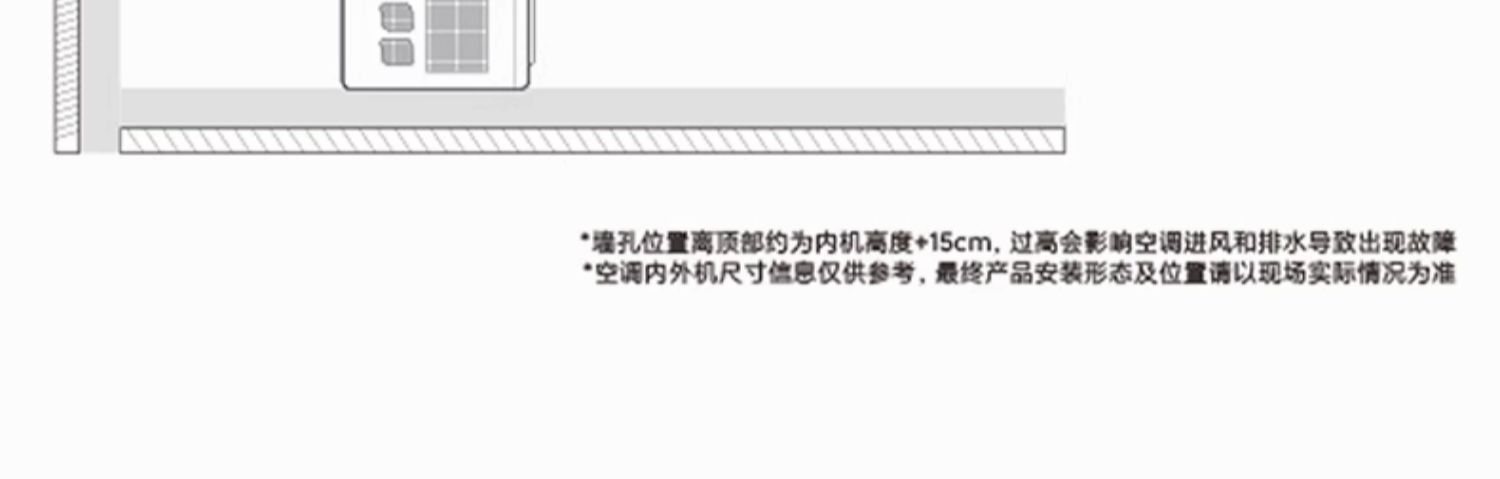 *墙孔位置离顶部约为内机高度+15cm, 过高会影响空调进风和排水导致出现故障
*空调内外机尺寸信息仅供参考, 最终产品安装形态及位置请以现场实际情况为准